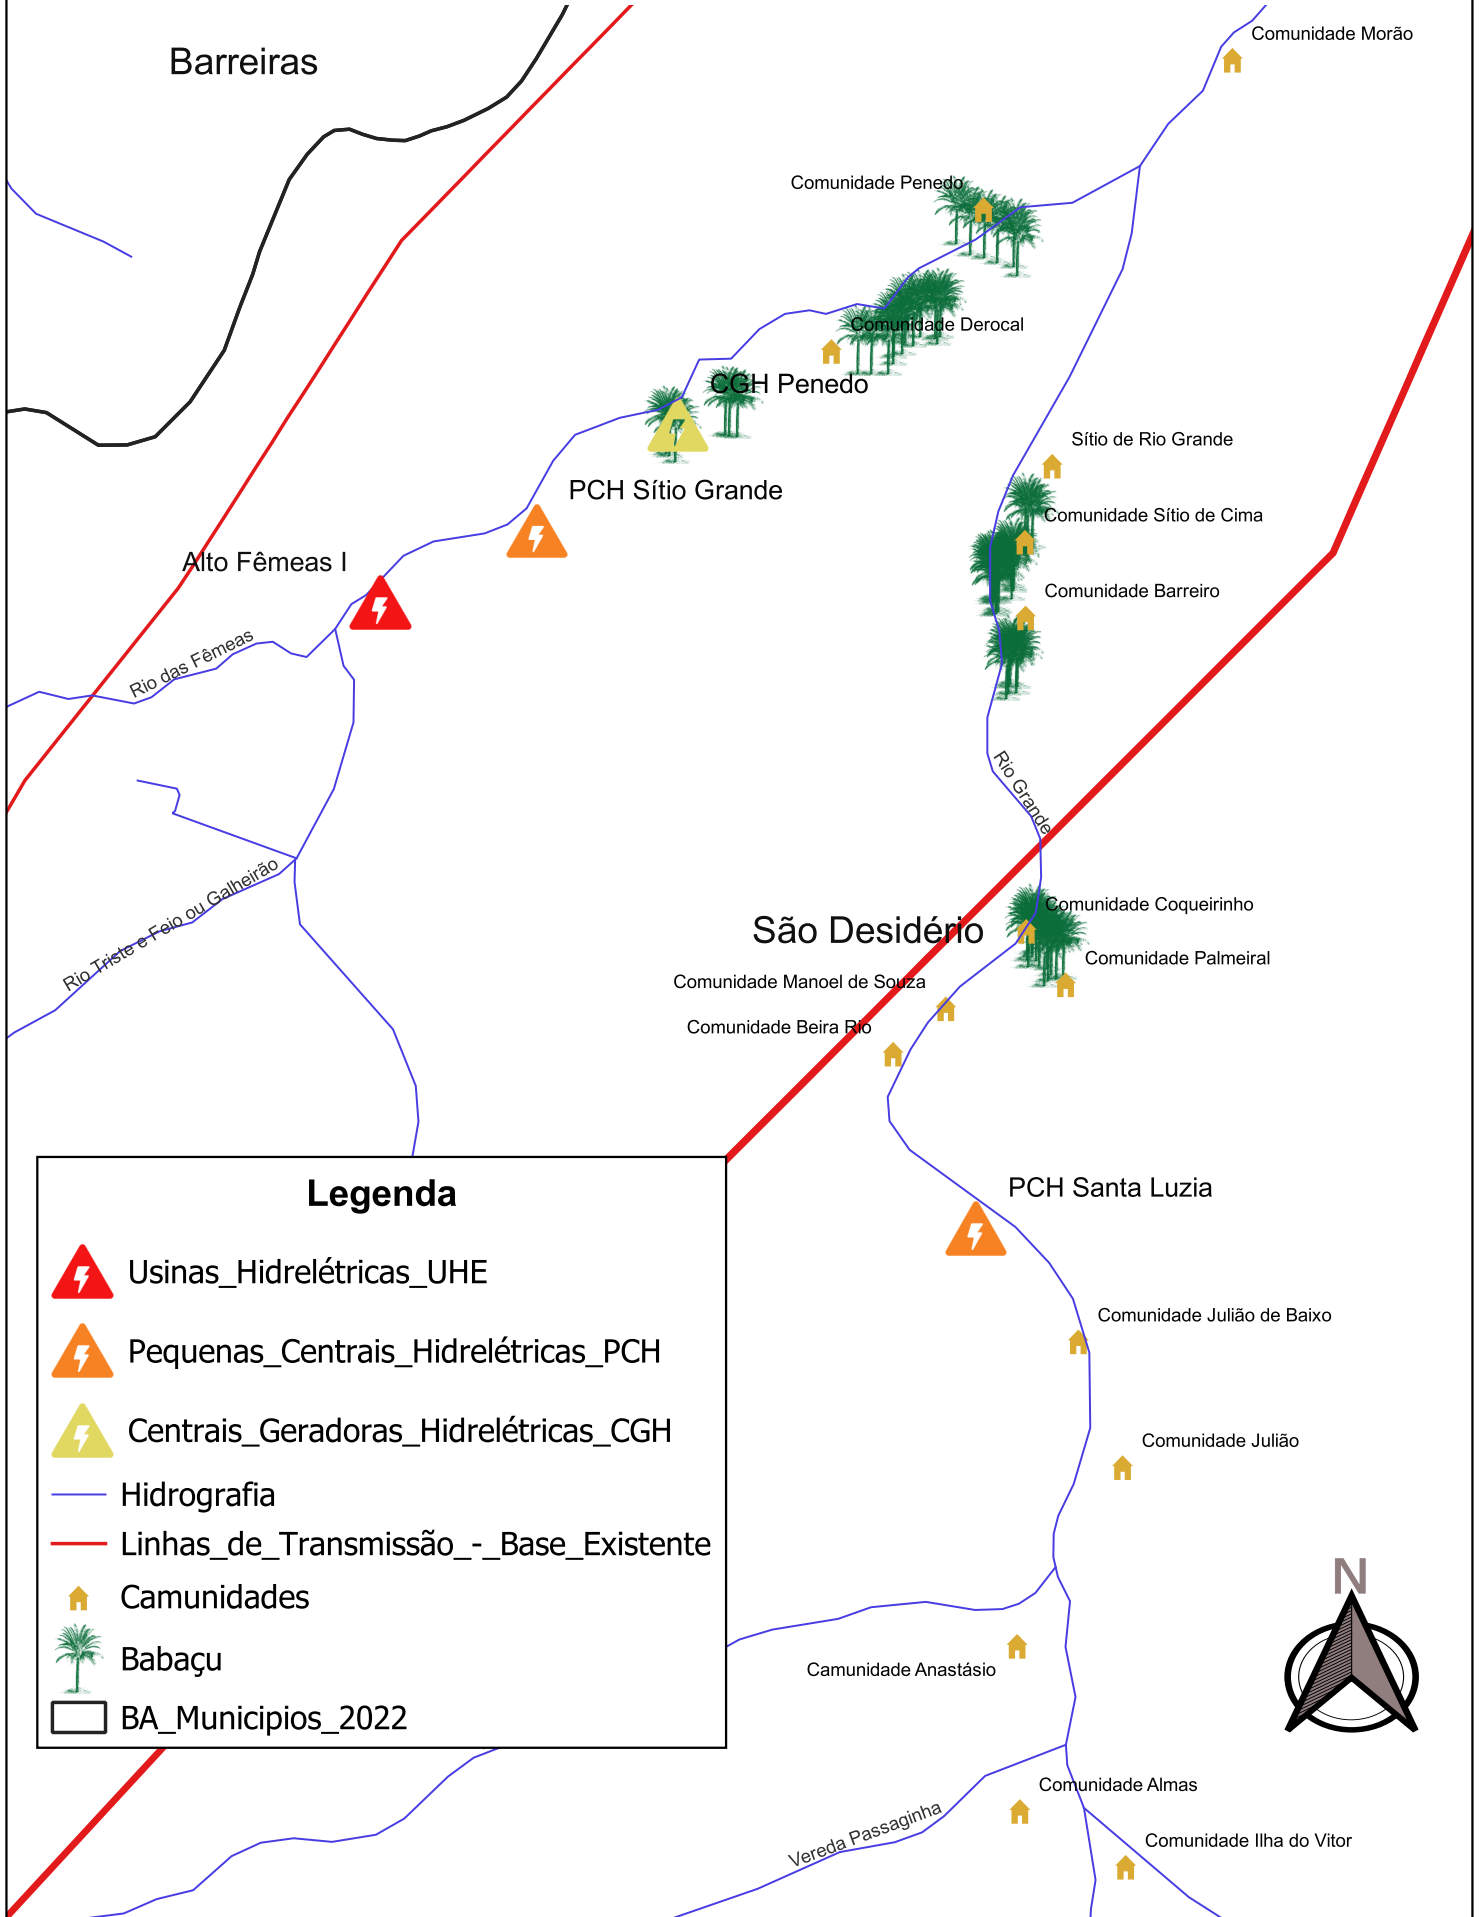 Comunidade Morão
Barreiras
Comunidade Penedo
Comunidade Derocal
CGH Penedo
Sítio de Rio Grande
PCH Sítio Grande
Comunidade Sítio de Cima
Alto Fêmeas I
Comunidade Barreiro
Rio das Fêmeas
Rio Grande
Rio Triste e Feio ou Galheirão
Comunidade Coqueirinho
São Desidério
Comunidade Palmeiral
Comunidade Manoel de Souza
Comunidade Beira Rio
PCH Santa Luzia
Legenda
Usinas_Hidrelétricas_UHE
Pequenas_Centrais_Hidrelétricas_PCH
Centrais_Geradoras_Hidrelétricas_CGH
Hidrografia
Linhas_de_Transmissão_-_Base_Existente
Camunidades
Babaçu
BA_Municipios_2022
Comunidade Julião de Baixo
Comunidade Julião
N
Camunidade Anastásio
Comunidade Almas
Vereda Passaginha
Comunidade Ilha do Vitor